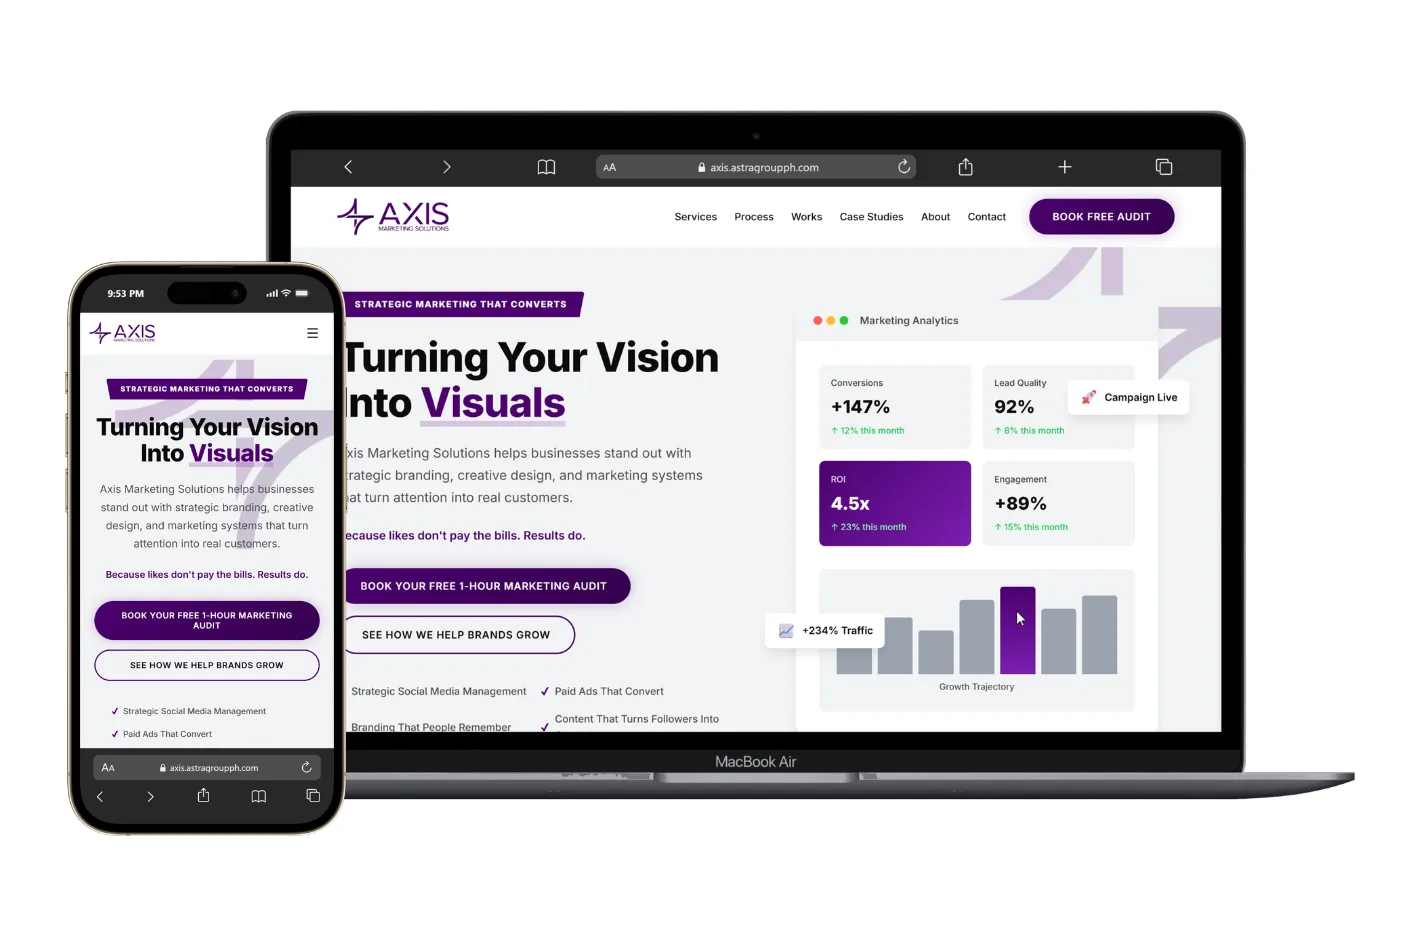 AA
axis.astragroupph.com
AXIS
MARKETING SOLUTIONS
Services
Process
Works
Case Studies
About
Contact
BOOK FREE AUDIT
STRATEGIC MARKETING THAT CONVERTS
Turning Your Vision
nto Visuals
xis Marketing Solutions helps businesses stand out with
rategic branding, creative design, and marketing systems
at turn attention into real customers.
ecause likes don't pay the bills. Results do.
BOOK YOUR FREE 1-HOUR MARKETING AUDIT
SEE HOW WE HELP BRANDS GROW
Strategic Social Media Management
✓ Paid Ads That Convert
Branding That People Remember
✓ Content That Turns Followers Into
Marketing Analytics
Conversions
+147%
↑ 12% this month
Lead Quality
92%
↑ 8% this month
Campaign Live
ROI
4.5x
↑ 23% this month
Engagement
+89%
↑ 15% this month
+234% Traffic
Growth Trajectory
MacBook Air
9:53 PM
AXIS
MARKETING SOLUTIONS
STRATEGIC MARKETING THAT CONVERTS
Turning Your Vision
Into Visuals
Axis Marketing Solutions helps businesses
stand out with strategic branding, creative
design, and marketing systems that turn
attention into real customers.
Because likes don't pay the bills. Results do.
BOOK YOUR FREE 1-HOUR MARKETING
AUDIT
SEE HOW WE HELP BRANDS GROW
✓ Strategic Social Media Management
✓ Paid Ads That Convert
AA
axis.astragroupph.com